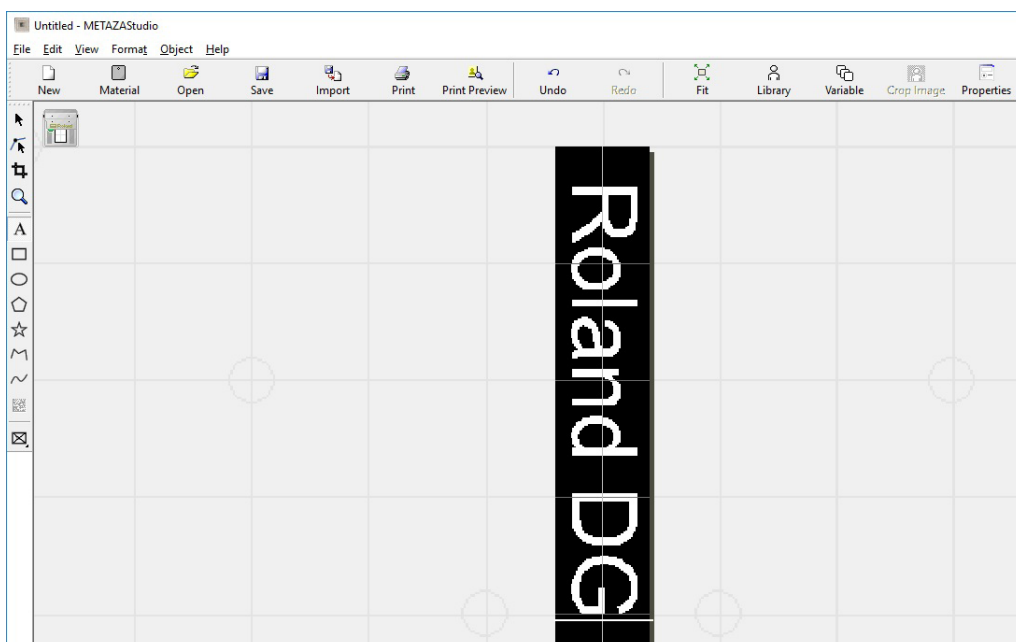 Untitled - METAZAStudio
File Edit View Format Object Help
New Material Open Save Import Print Print Preview Undo Redo Fit Library Variable Crop Image Properties
A
Roland DG